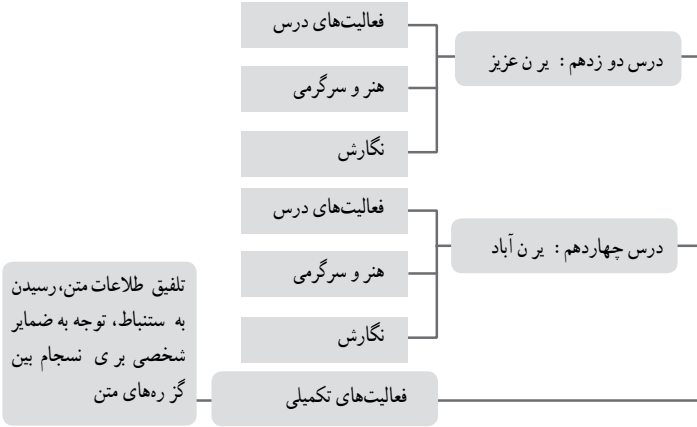 درس دو زدهم : یر ن عزیز
فعالیت‌های درس
هنر و سرگرمی
نگارش
درس چهاردهم : یر ن آباد
فعالیت‌های درس
هنر و سرگرمی
نگارش
فعالیت‌های تکمیلی
تلفیق طلاعات متن، رسیدن
به ستنباط، توجه به ضمایر
شخصی بر ی نسجام بین
گز ره‌های متن